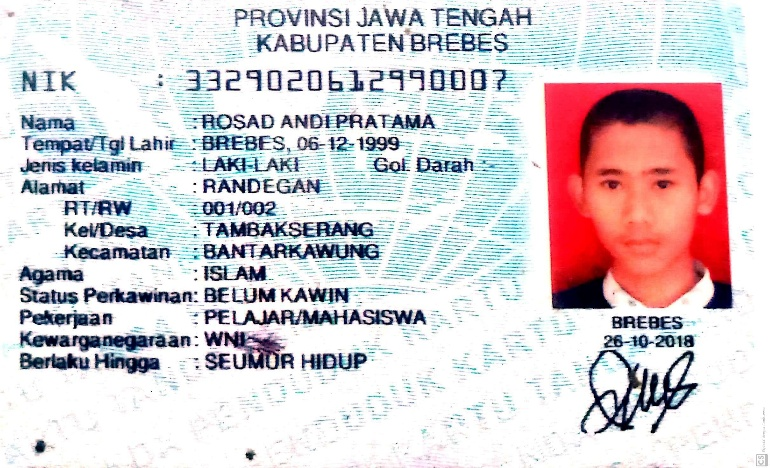 PROVINSI JAWA TENGAH
KABUPATEN BREBES
NIK : 3329020612990007
Nama : ROSAD ANDI PRATAMA
Tempat/Tgl Lahir : BREBES, 06-12-1999
Jenis kelamin : LAKI-LAKI Gol. Darah :-
Alamat : RANDEGAN
RT/RW : 001/002
Kel/Desa : TAMBAKSERANG
Kecamatan : BANTARKAWUNG
Agama : ISLAM
Status Perkawinan: BELUM KAWIN
Pekerjaan : PELAJAR/MAHASISWA
Kewarganegaraan: WNI
Berlaku Hingga : SEUMUR HIDUP
BREBES
26-10-2018